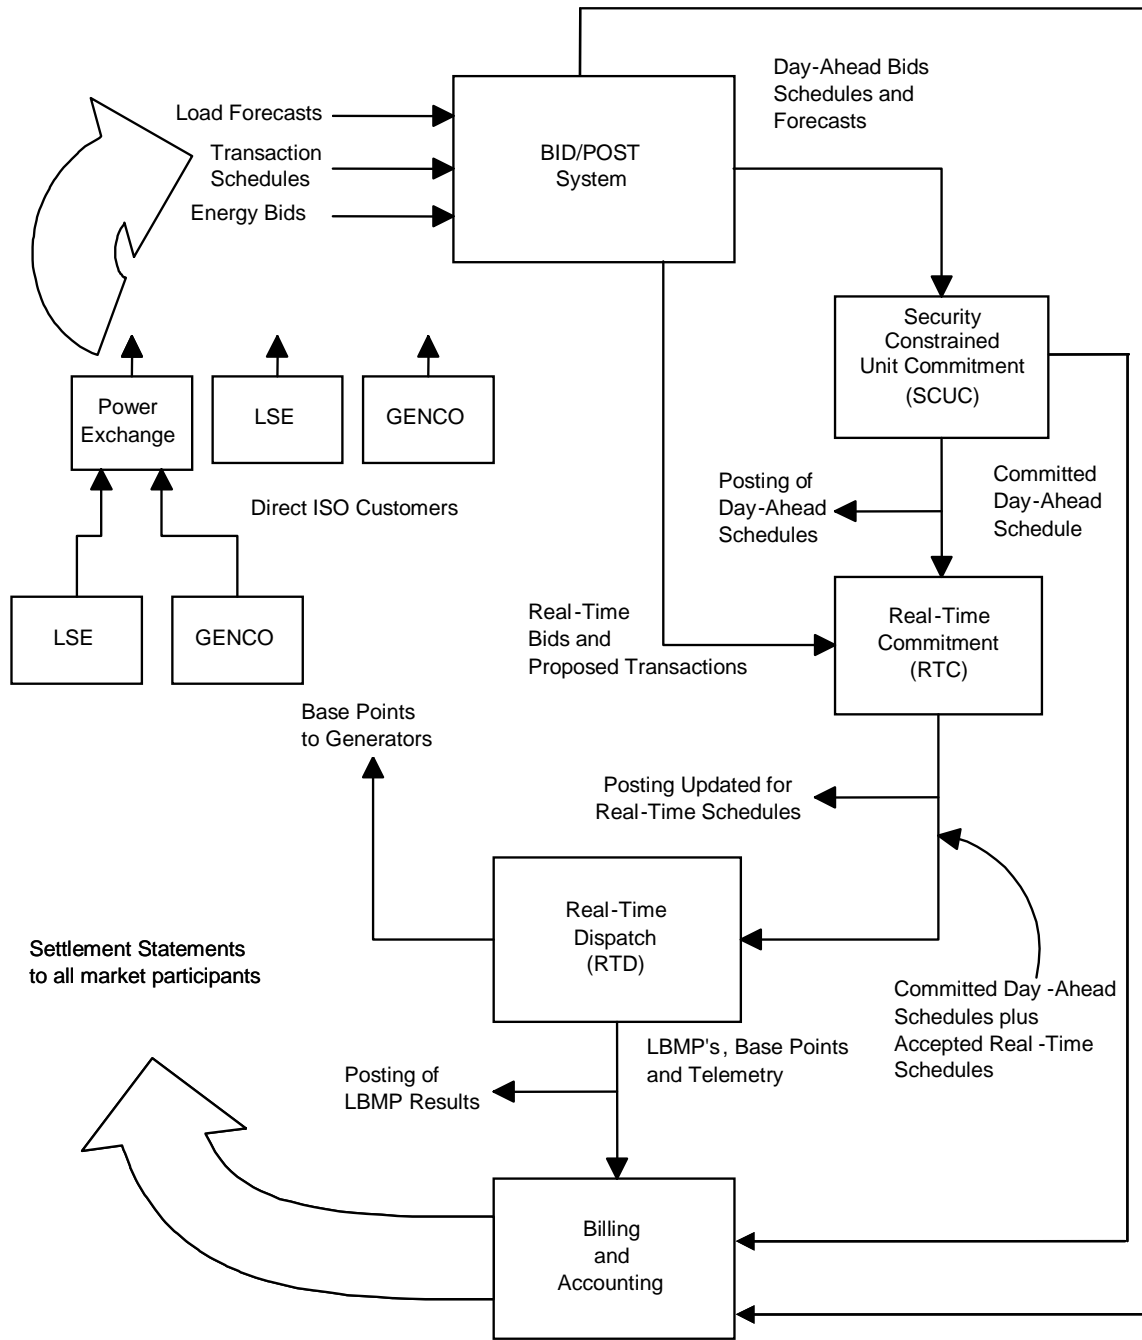 Day-Ahead Bids
Schedules and
Forecasts
Load Forecasts
Transaction
Schedules
Energy Bids
BID/POST
System
Security
Constrained
Unit Commitment
(SCUC)
Power
Exchange
LSE
GENCO
Direct ISO Customers
Posting of
Day-Ahead
Schedules
Committed
Day-Ahead
Schedule
LSE
GENCO
Real-Time
Bids and
Proposed Transactions
Real-Time
Commitment
(RTC)
Base Points
to Generators
Posting Updated for
Real-Time Schedules
Real-Time
Dispatch
(RTD)
Settlement Statements
to all market participants
Committed Day -Ahead
Schedules plus
Accepted Real -Time
Schedules
LBMP's, Base Points
and Telemetry
Posting of
LBMP Results
Billing
and
Accounting